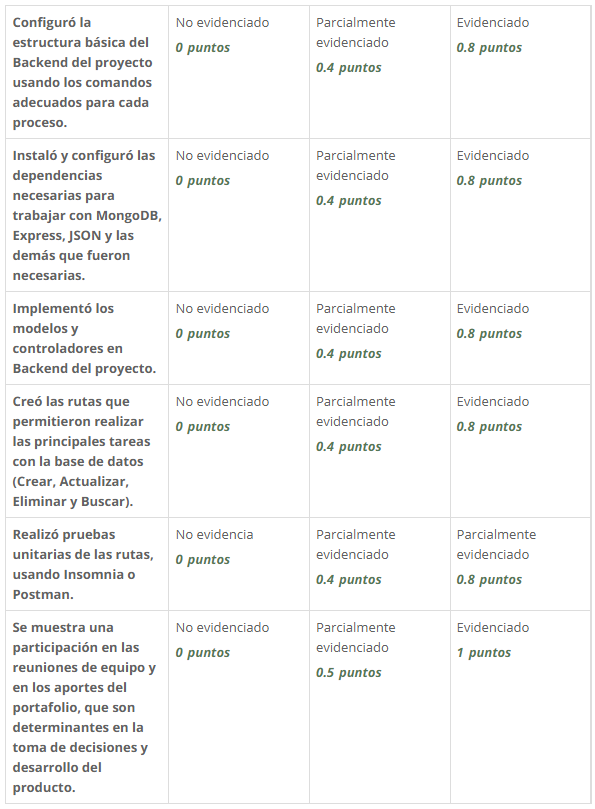 Configuró la
estructura básica del
Backend del proyecto
usando los comandos
adecuados para cada
proceso.
No evidenciado
0 puntos
Parcialmente
evidenciado
0.4 puntos
Evidenciado
0.8 puntos
Instaló y configuró las
dependencias
necesarias para
trabajar con MongoDB,
Express, JSON y las
demás que fueron
necesarias.
No evidenciado
0 puntos
Parcialmente
evidenciado
0.4 puntos
Evidenciado
0.8 puntos
Implementó los
modelos y
controladores en
Backend del proyecto.
No evidenciado
0 puntos
Parcialmente
evidenciado
0.4 puntos
Evidenciado
0.8 puntos
Creó las rutas que
permitieron realizar
las principales tareas
con la base de datos
(Crear, Actualizar,
Eliminar y Buscar).
No evidenciado
0 puntos
Parcialmente
evidenciado
0.4 puntos
Evidenciado
0.8 puntos
Realizó pruebas
unitarias de las rutas,
usando Insomnia o
Postman.
No evidencia
0 puntos
Parcialmente
evidenciado
0.4 puntos
Parcialmente
evidenciado
0.8 puntos
Se muestra una
participación en las
reuniones de equipo y
en los aportes del
portafolio, que son
determinantes en la
toma de decisiones y
desarrollo del
producto.
No evidenciado
0 puntos
Parcialmente
evidenciado
0.5 puntos
Evidenciado
1 puntos